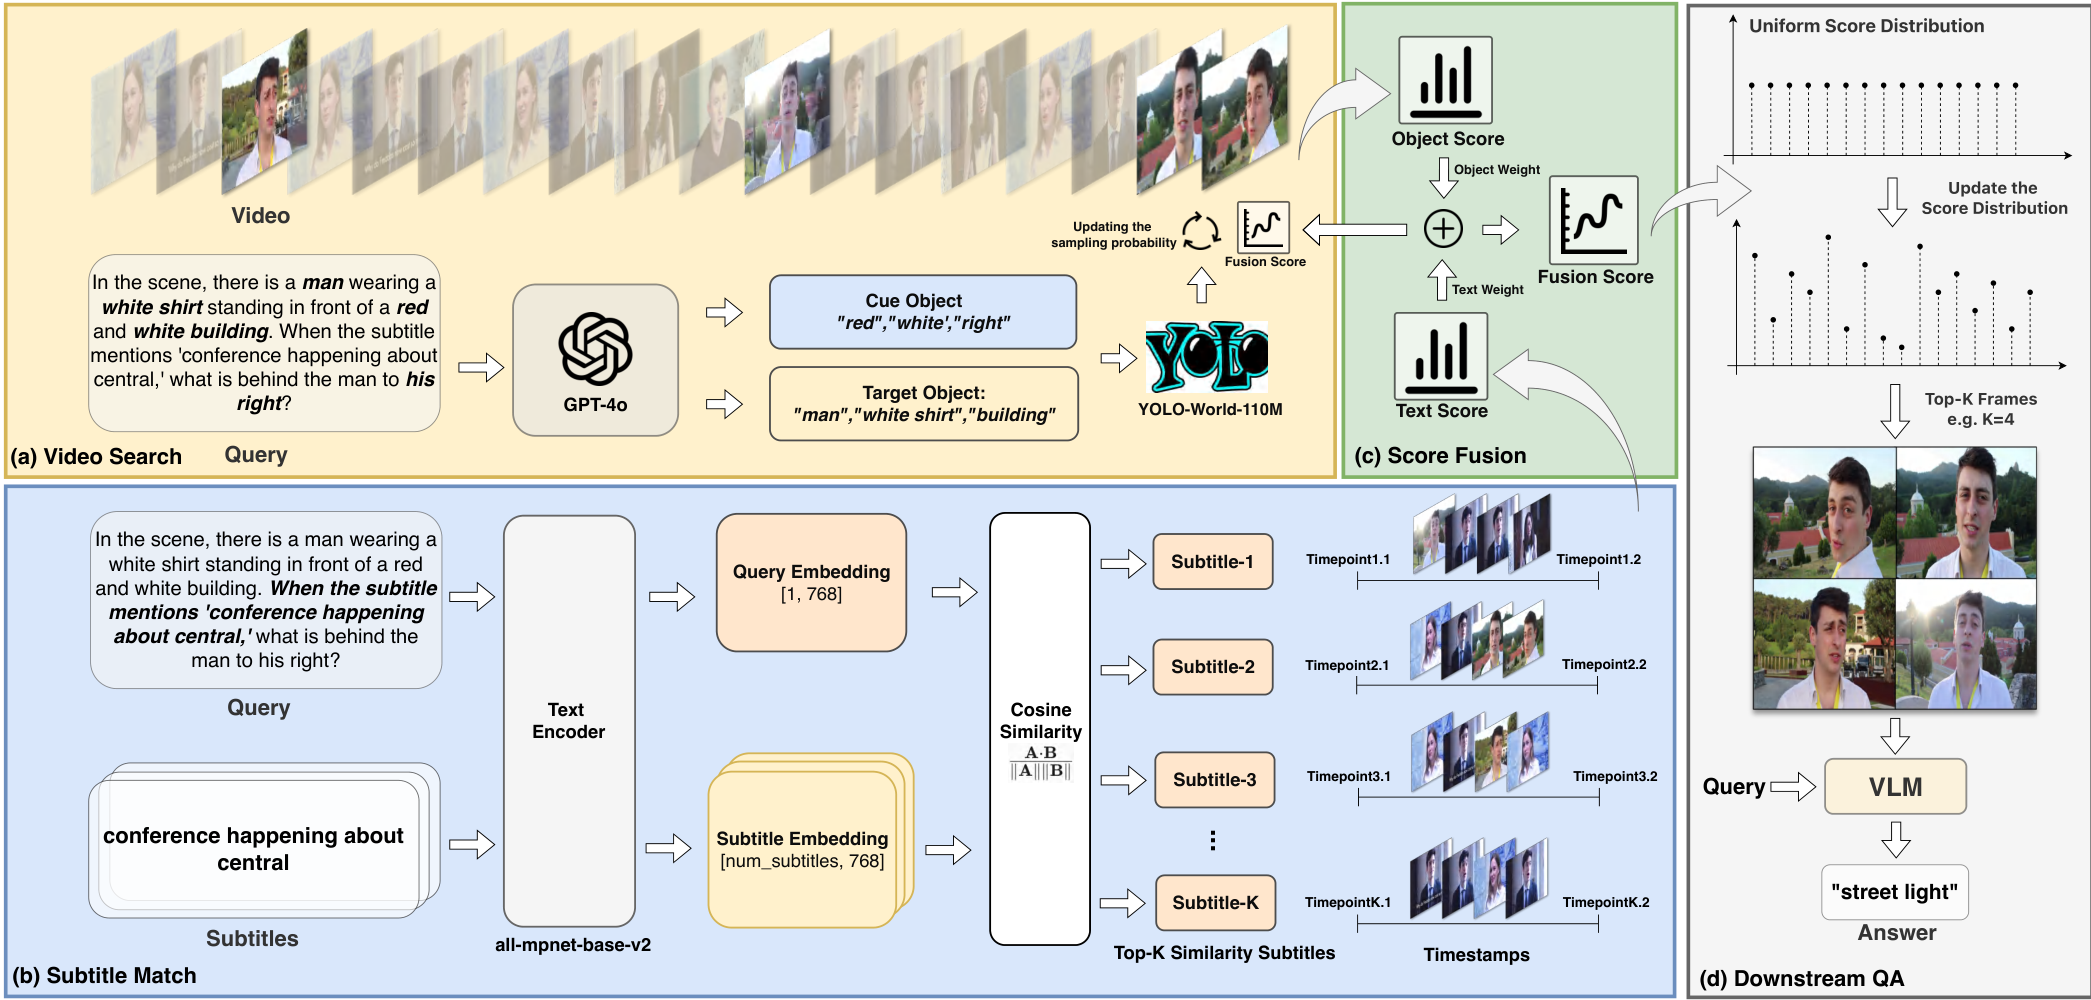 Video
In the scene, there is a man wearing a
white shirt standing in front of a red
and white building. When the subtitle
mentions 'conference happening about
central,' what is behind the man to his
right?
Query
(a) Video Search
GPT-4o
Cue Object
"red","white',"right"
Target Object:
"man","white shirt","building"
YOLO
YOLO-World-110M
Updating the
sampling probability
Fusion Score
Object Score
Object Weight
Fusion Score
Text Weight
Text Score
(c) Score Fusion
In the scene, there is a man wearing a
white shirt standing in front of a red
and white building. When the subtitle
mentions 'conference happening
about central,' what is behind the
man to his right?
Query
conference happening about
central
Subtitles
(b) Subtitle Match
Text
Encoder
all-mpnet-base-v2
Query Embedding
[1, 768]
Subtitle Embedding
[num_subtitles, 768]
Cosine
Similarity
A·B
‖A‖‖B‖
Subtitle-1
Subtitle-2
Subtitle-3
⋮
Subtitle-K
Top-K Similarity Subtitles
Timepoint1.1
Timepoint1.2
Timepoint2.1
Timepoint2.2
Timepoint3.1
Timepoint3.2
TimepointK.1
TimepointK.2
Timestamps
Uniform Score Distribution
Update the
Score Distribution
Top-K Frames
e.g. K=4
Query
VLM
"street light"
Answer
(d) Downstream QA